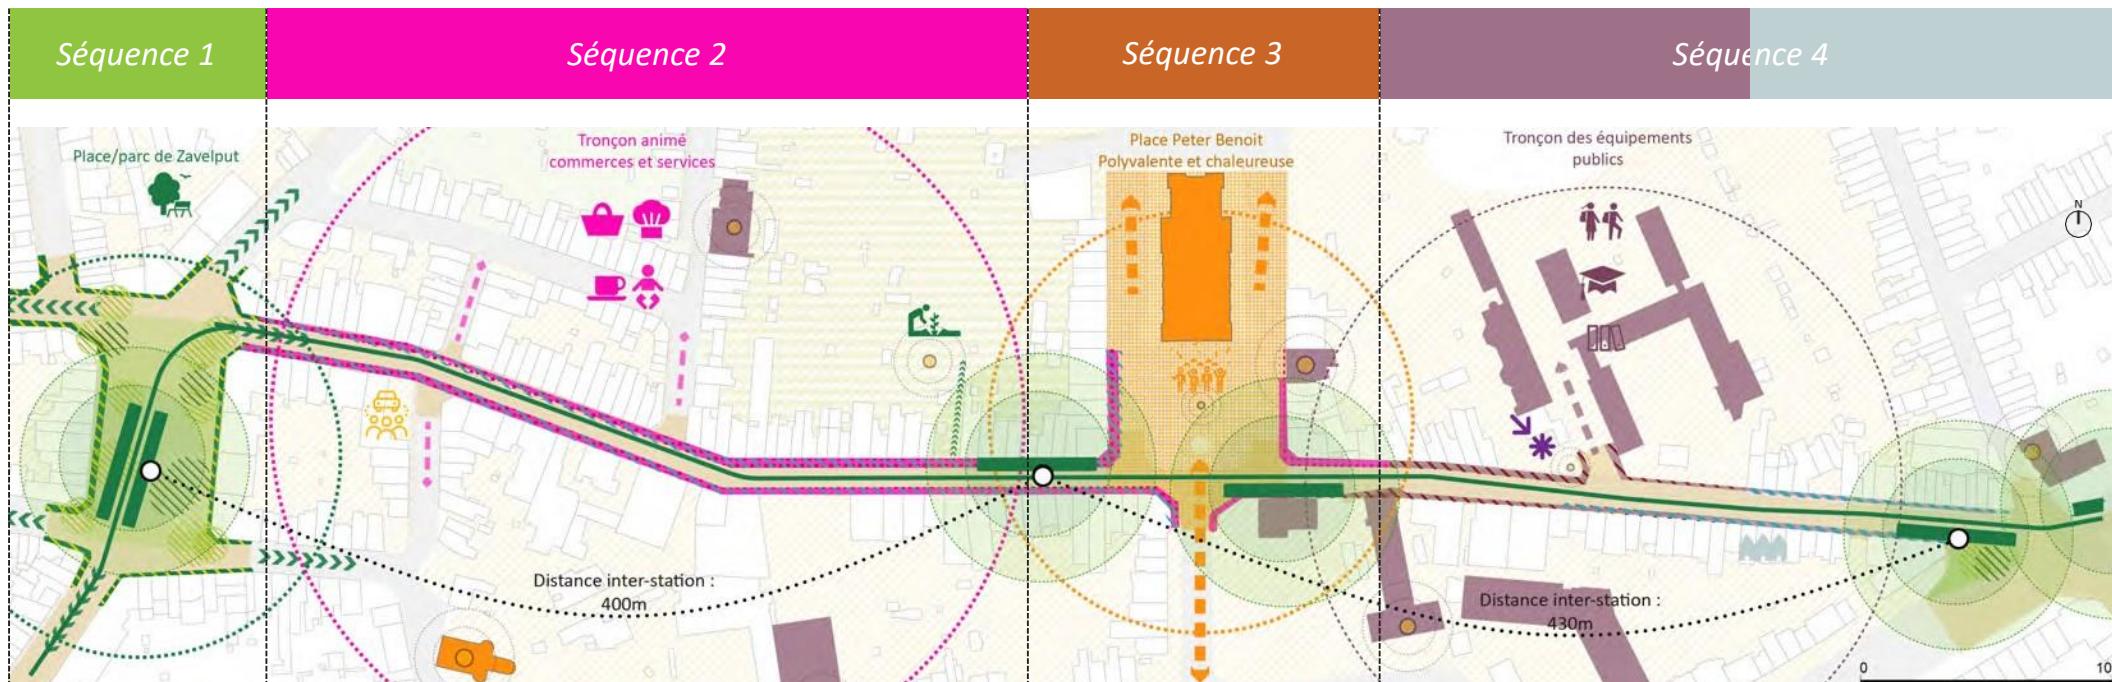 Séquence 1
Séquence 2
Séquence 3
Séquence 4
Place/parc de Zavelput
Tronçon animé
commerces et services
Place Peter Benoit
Polyvalente et chaleureuse
Tronçon des équipements
publics
N
Distance inter-station :
400m
Distance inter-station :
430m
0
10